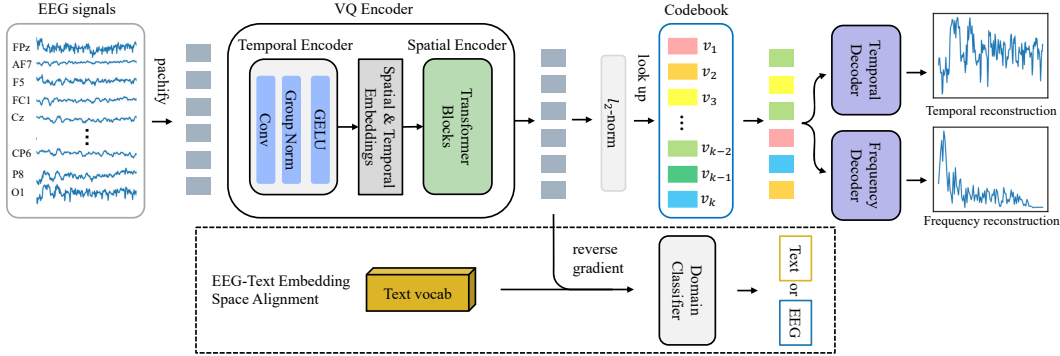 EEG signals
FPz
AF7
F5
FC1
Cz
...
CP6
P8
O1
pachify
VQ Encoder
Temporal Encoder
Conv
Group Norm
GELU
Spatial & Temporal
Embeddings
Spatial Encoder
Transformer
Blocks
l2-norm
look up
Codebook
v1
v2
v3
...
vk-2
vk-1
vk
Temporal
Decoder
Frequency
Decoder
Temporal reconstruction
Frequency reconstruction
EEG-Text Embedding
Space Alignment
Text vocab
reverse
gradient
Domain
Classifier
Text
or
EEG